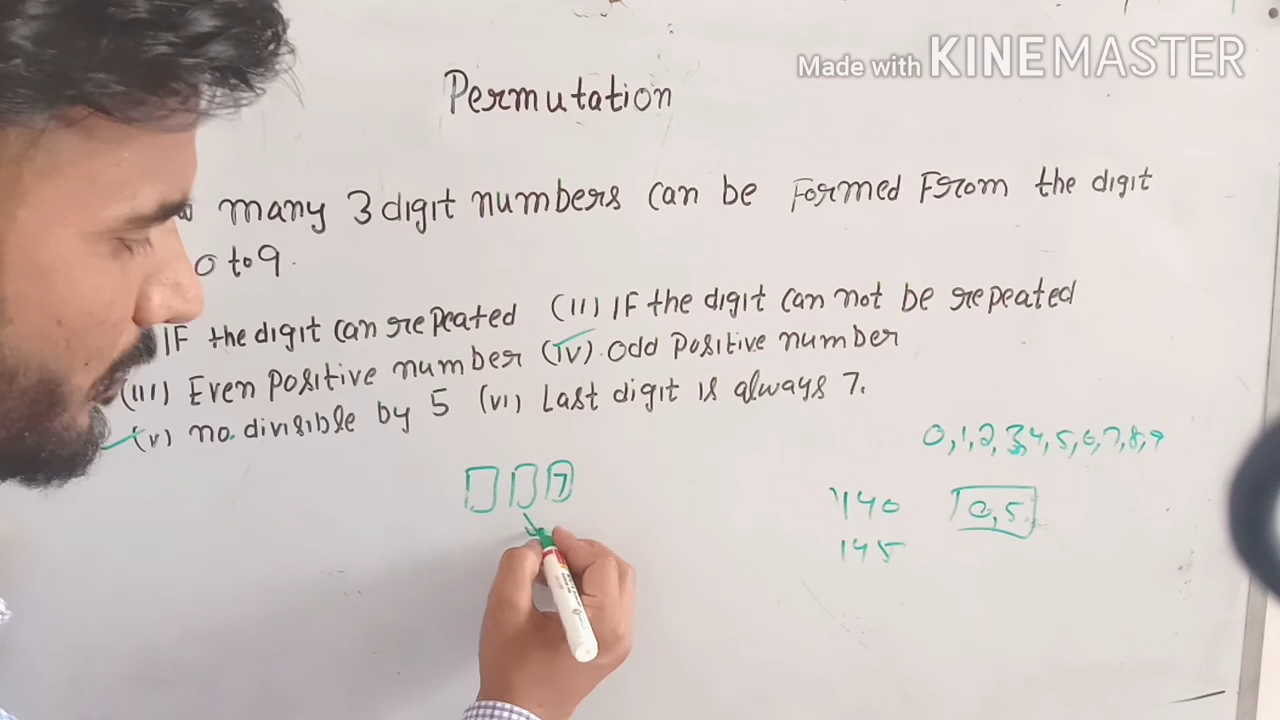 Made with KINEMASTER
Permutation
many 3 digit numbers can be formed From the digit
0 to 9.
IF the digit can repeated (II) IF the digit can not be repeated
(III) Even positive number (IV). Odd positive number
(V) no. divisible by 5 (VI) Last digit is always 7.
0,1,2,3,4,5,6,7,8,9
7
140 0,5
145